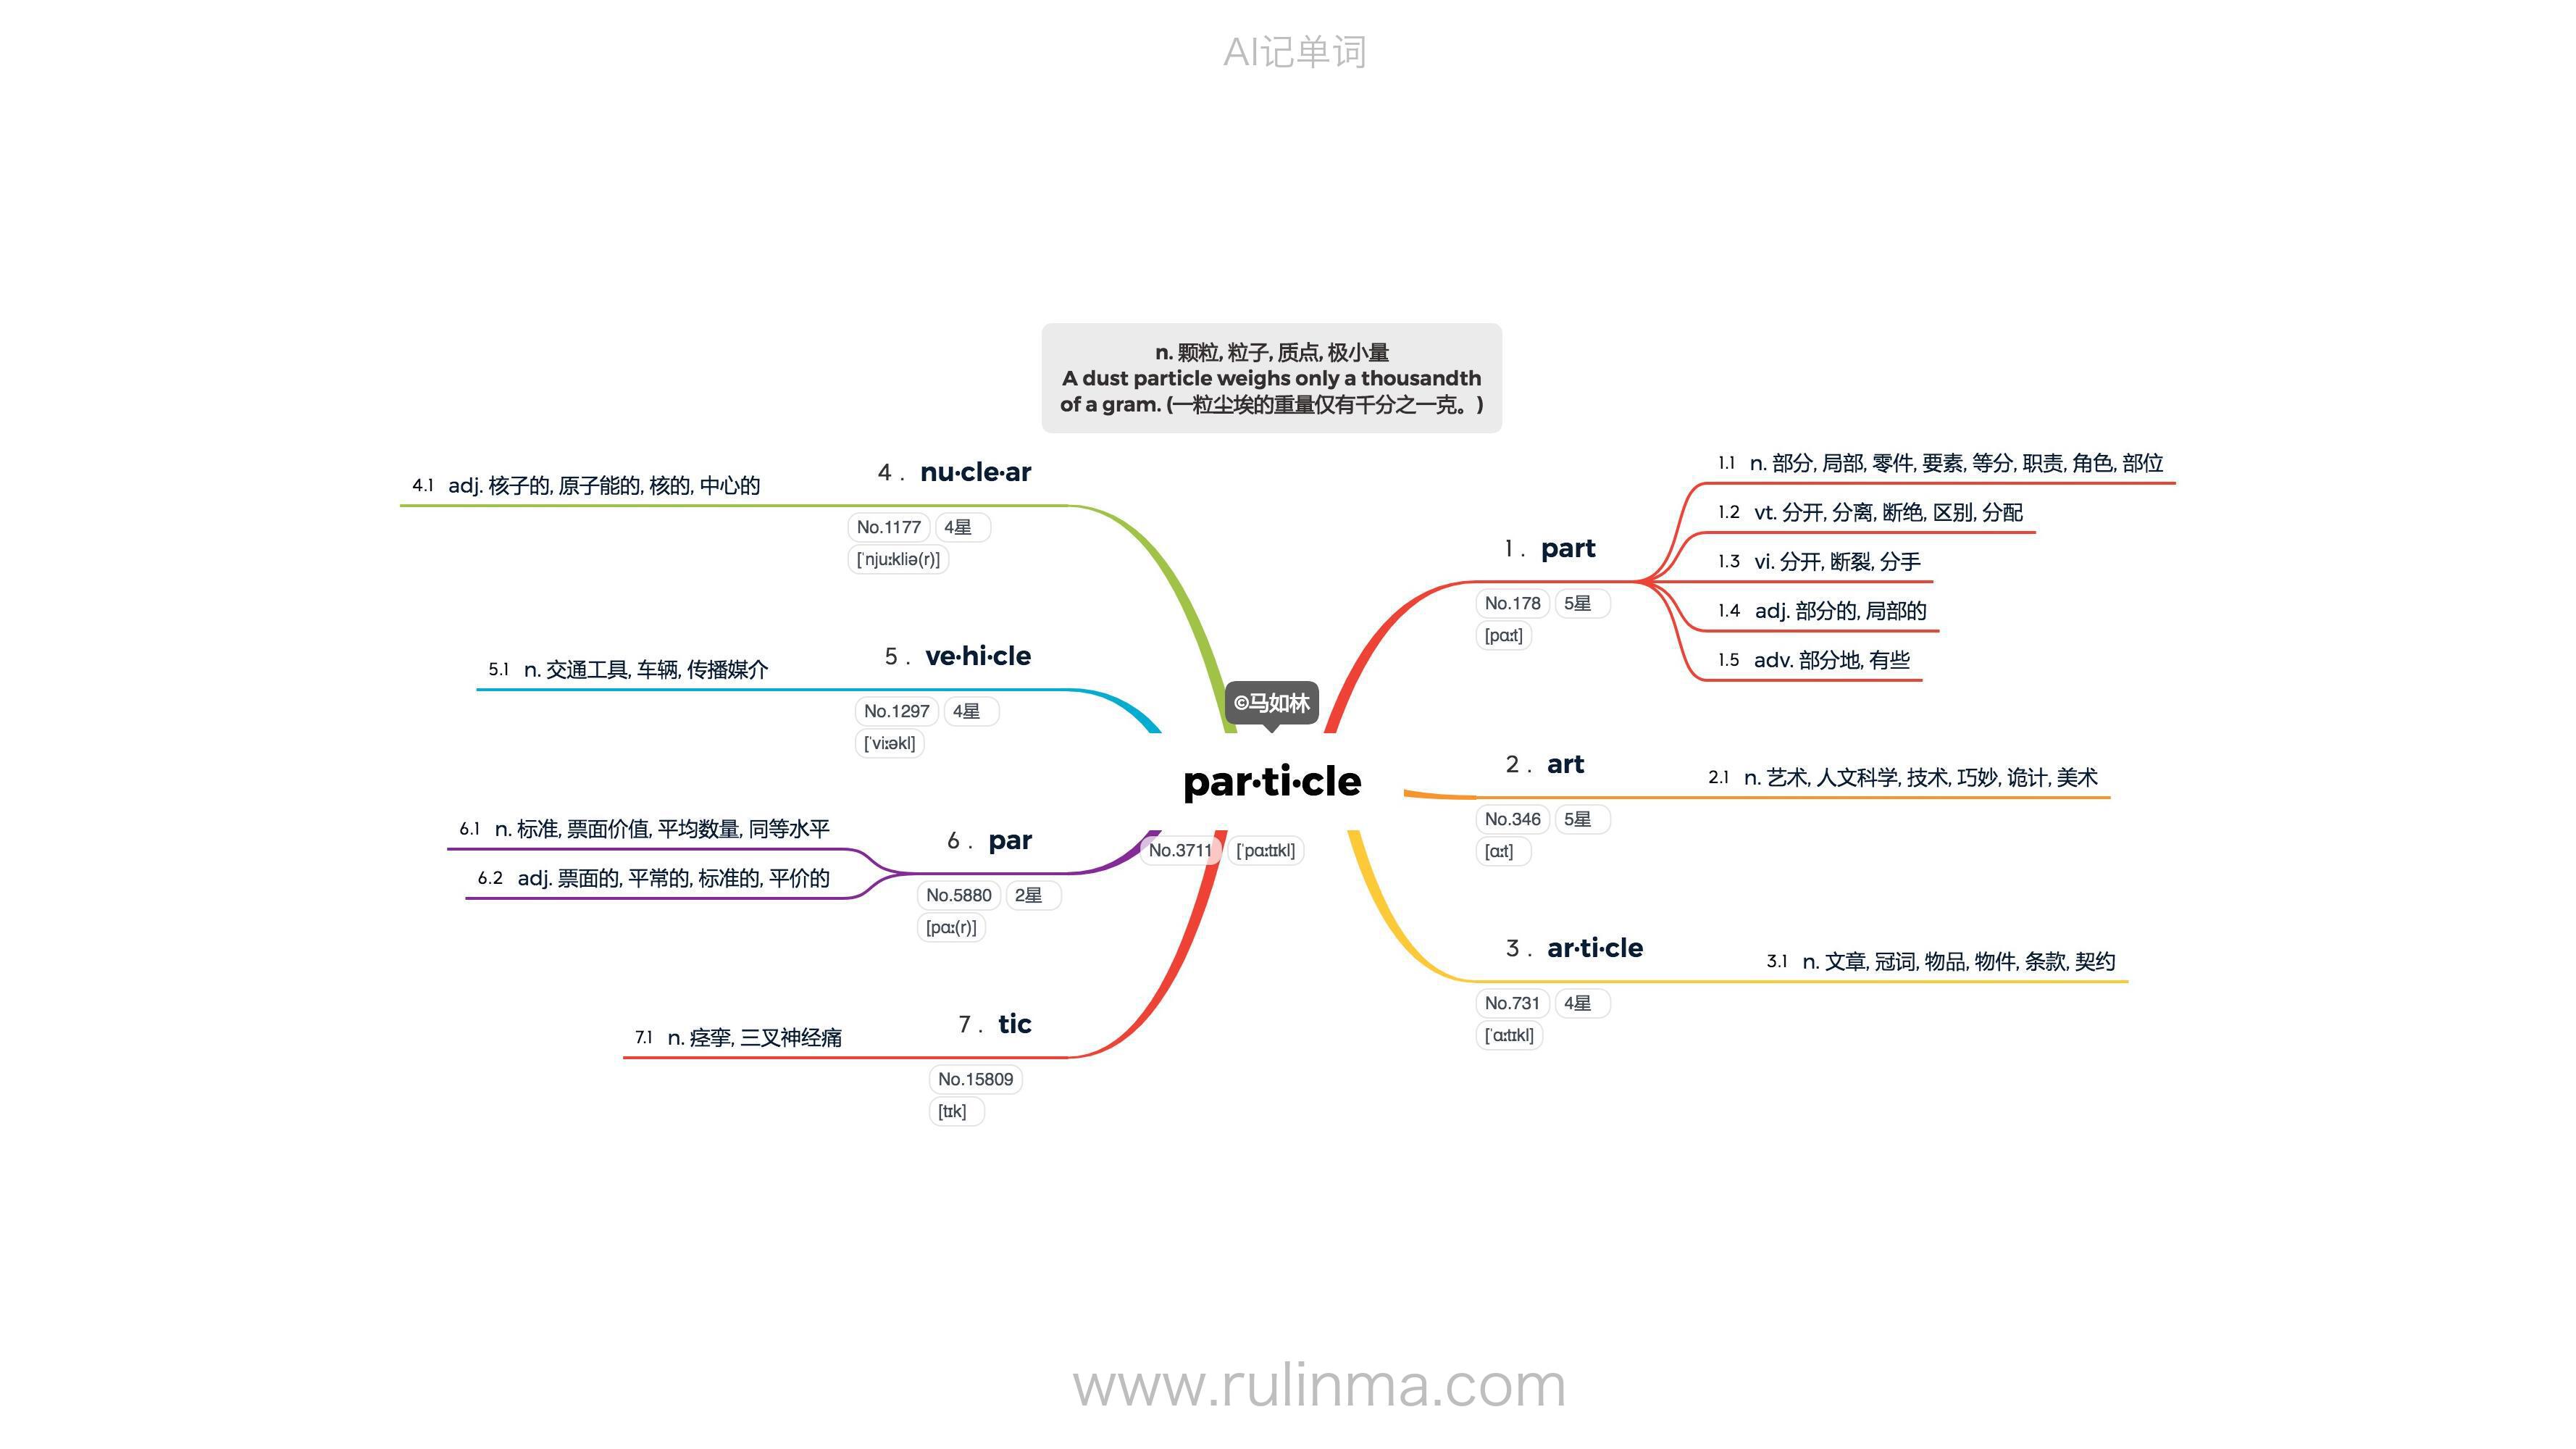 AI记单词
n. 颗粒, 粒子, 质点, 极小量
A dust particle weighs only a thousandth
of a gram. (一粒尘埃的重量仅有千分之一克。)
©马如林
par·ti·cle
No.3711 [ˈpɑːtɪkl]
1 . part
No.178 5星
[pɑːt]
1.1 n. 部分, 局部, 零件, 要素, 等分, 职责, 角色, 部位
1.2 vt. 分开, 分离, 断绝, 区别, 分配
1.3 vi. 分开, 断裂, 分手
1.4 adj. 部分的, 局部的
1.5 adv. 部分地, 有些
2 . art
No.346 5星
[ɑːt]
2.1 n. 艺术, 人文科学, 技术, 巧妙, 诡计, 美术
3 . ar·ti·cle
No.731 4星
[ˈɑːtɪkl]
3.1 n. 文章, 冠词, 物品, 物件, 条款, 契约
4 . nu·cle·ar
No.1177 4星
[ˈnjuːkliə(r)]
4.1 adj. 核子的, 原子能的, 核的, 中心的
5 . ve·hi·cle
No.1297 4星
[ˈviːəkl]
5.1 n. 交通工具, 车辆, 传播媒介
6 . par
No.5880 2星
[pɑː(r)]
6.1 n. 标准, 票面价值, 平均数量, 同等水平
6.2 adj. 票面的, 平常的, 标准的, 平价的
7 . tic
No.15809
[tɪk]
7.1 n. 痉挛, 三叉神经痛
www.rulinma.com